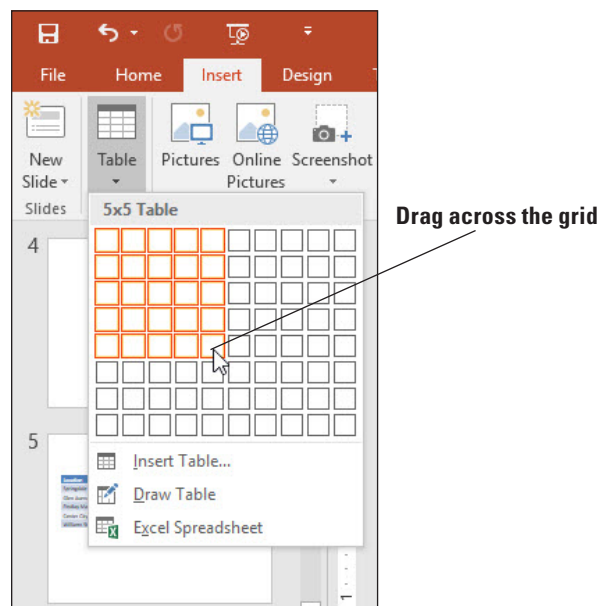 File Home Insert Design
New Slide
Table
Pictures
Online Pictures
Screenshot
Slides
5x5 Table
Drag across the grid
4
5
Insert Table...
Draw Table
Excel Spreadsheet
1